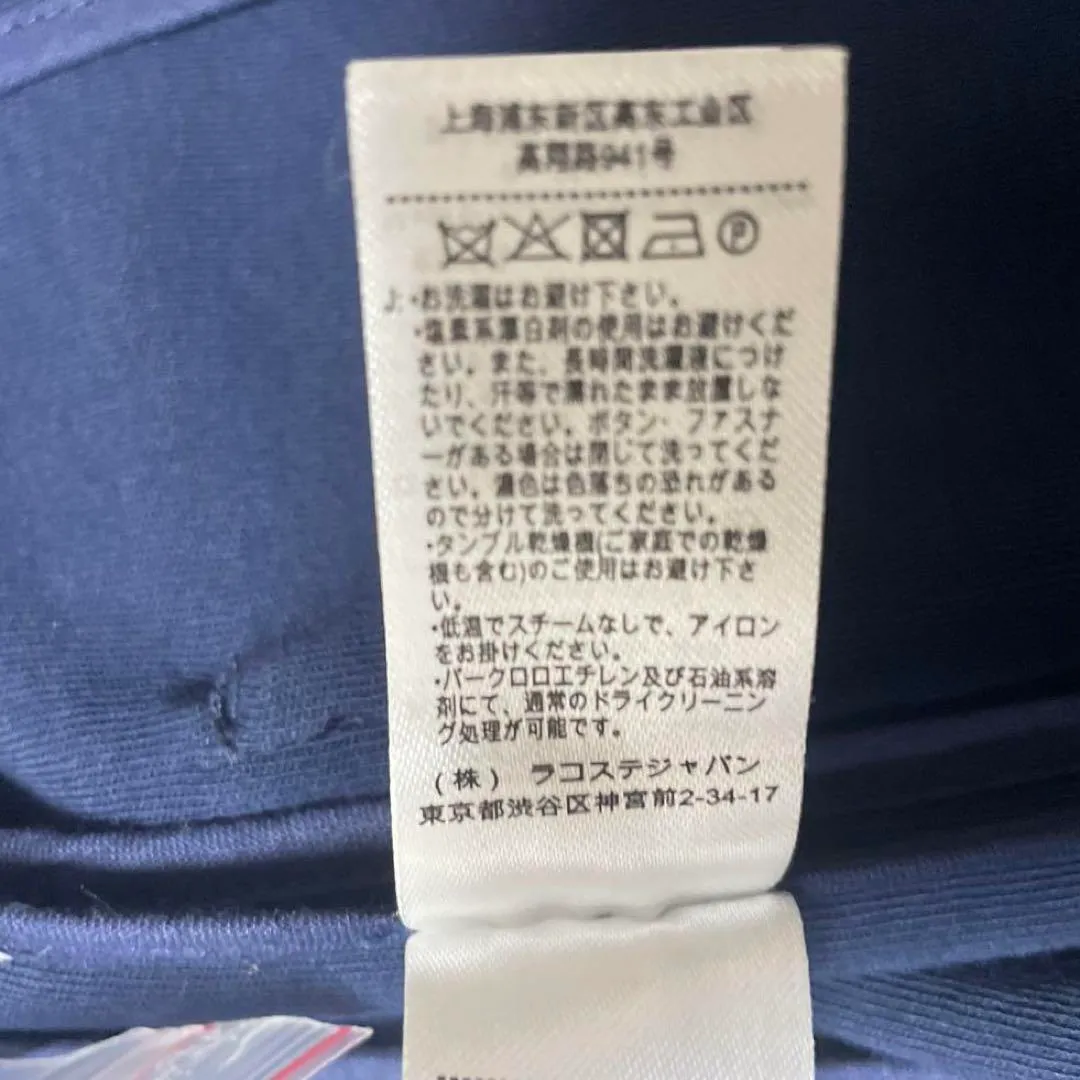 上海浦东新区高东工业区
高翔路941号
P
上・お洗濯はお避け下さい。
・塩素系漂白剤の使用はお避けくだ
さい。また、長時間洗濯液につけ
たり、汗等で濡れたまま放置しな
いでください。ボタン・ファスナ
ーがある場合は閉じて洗ってくだ
さい。濃色は色落ちの恐れがある
ので分けて洗ってください。
・タンブル乾燥機(ご家庭での乾燥
機も含む)のご使用はお避け下さ
い。
・低温でスチームなしで、アイロン
をお掛けください。
・パークロロエチレン及び石油系溶
剤にて、通常のドライクリーニン
グ処理が可能です。
(株) ラコステジャパン
東京都渋谷区神宮前2-34-17